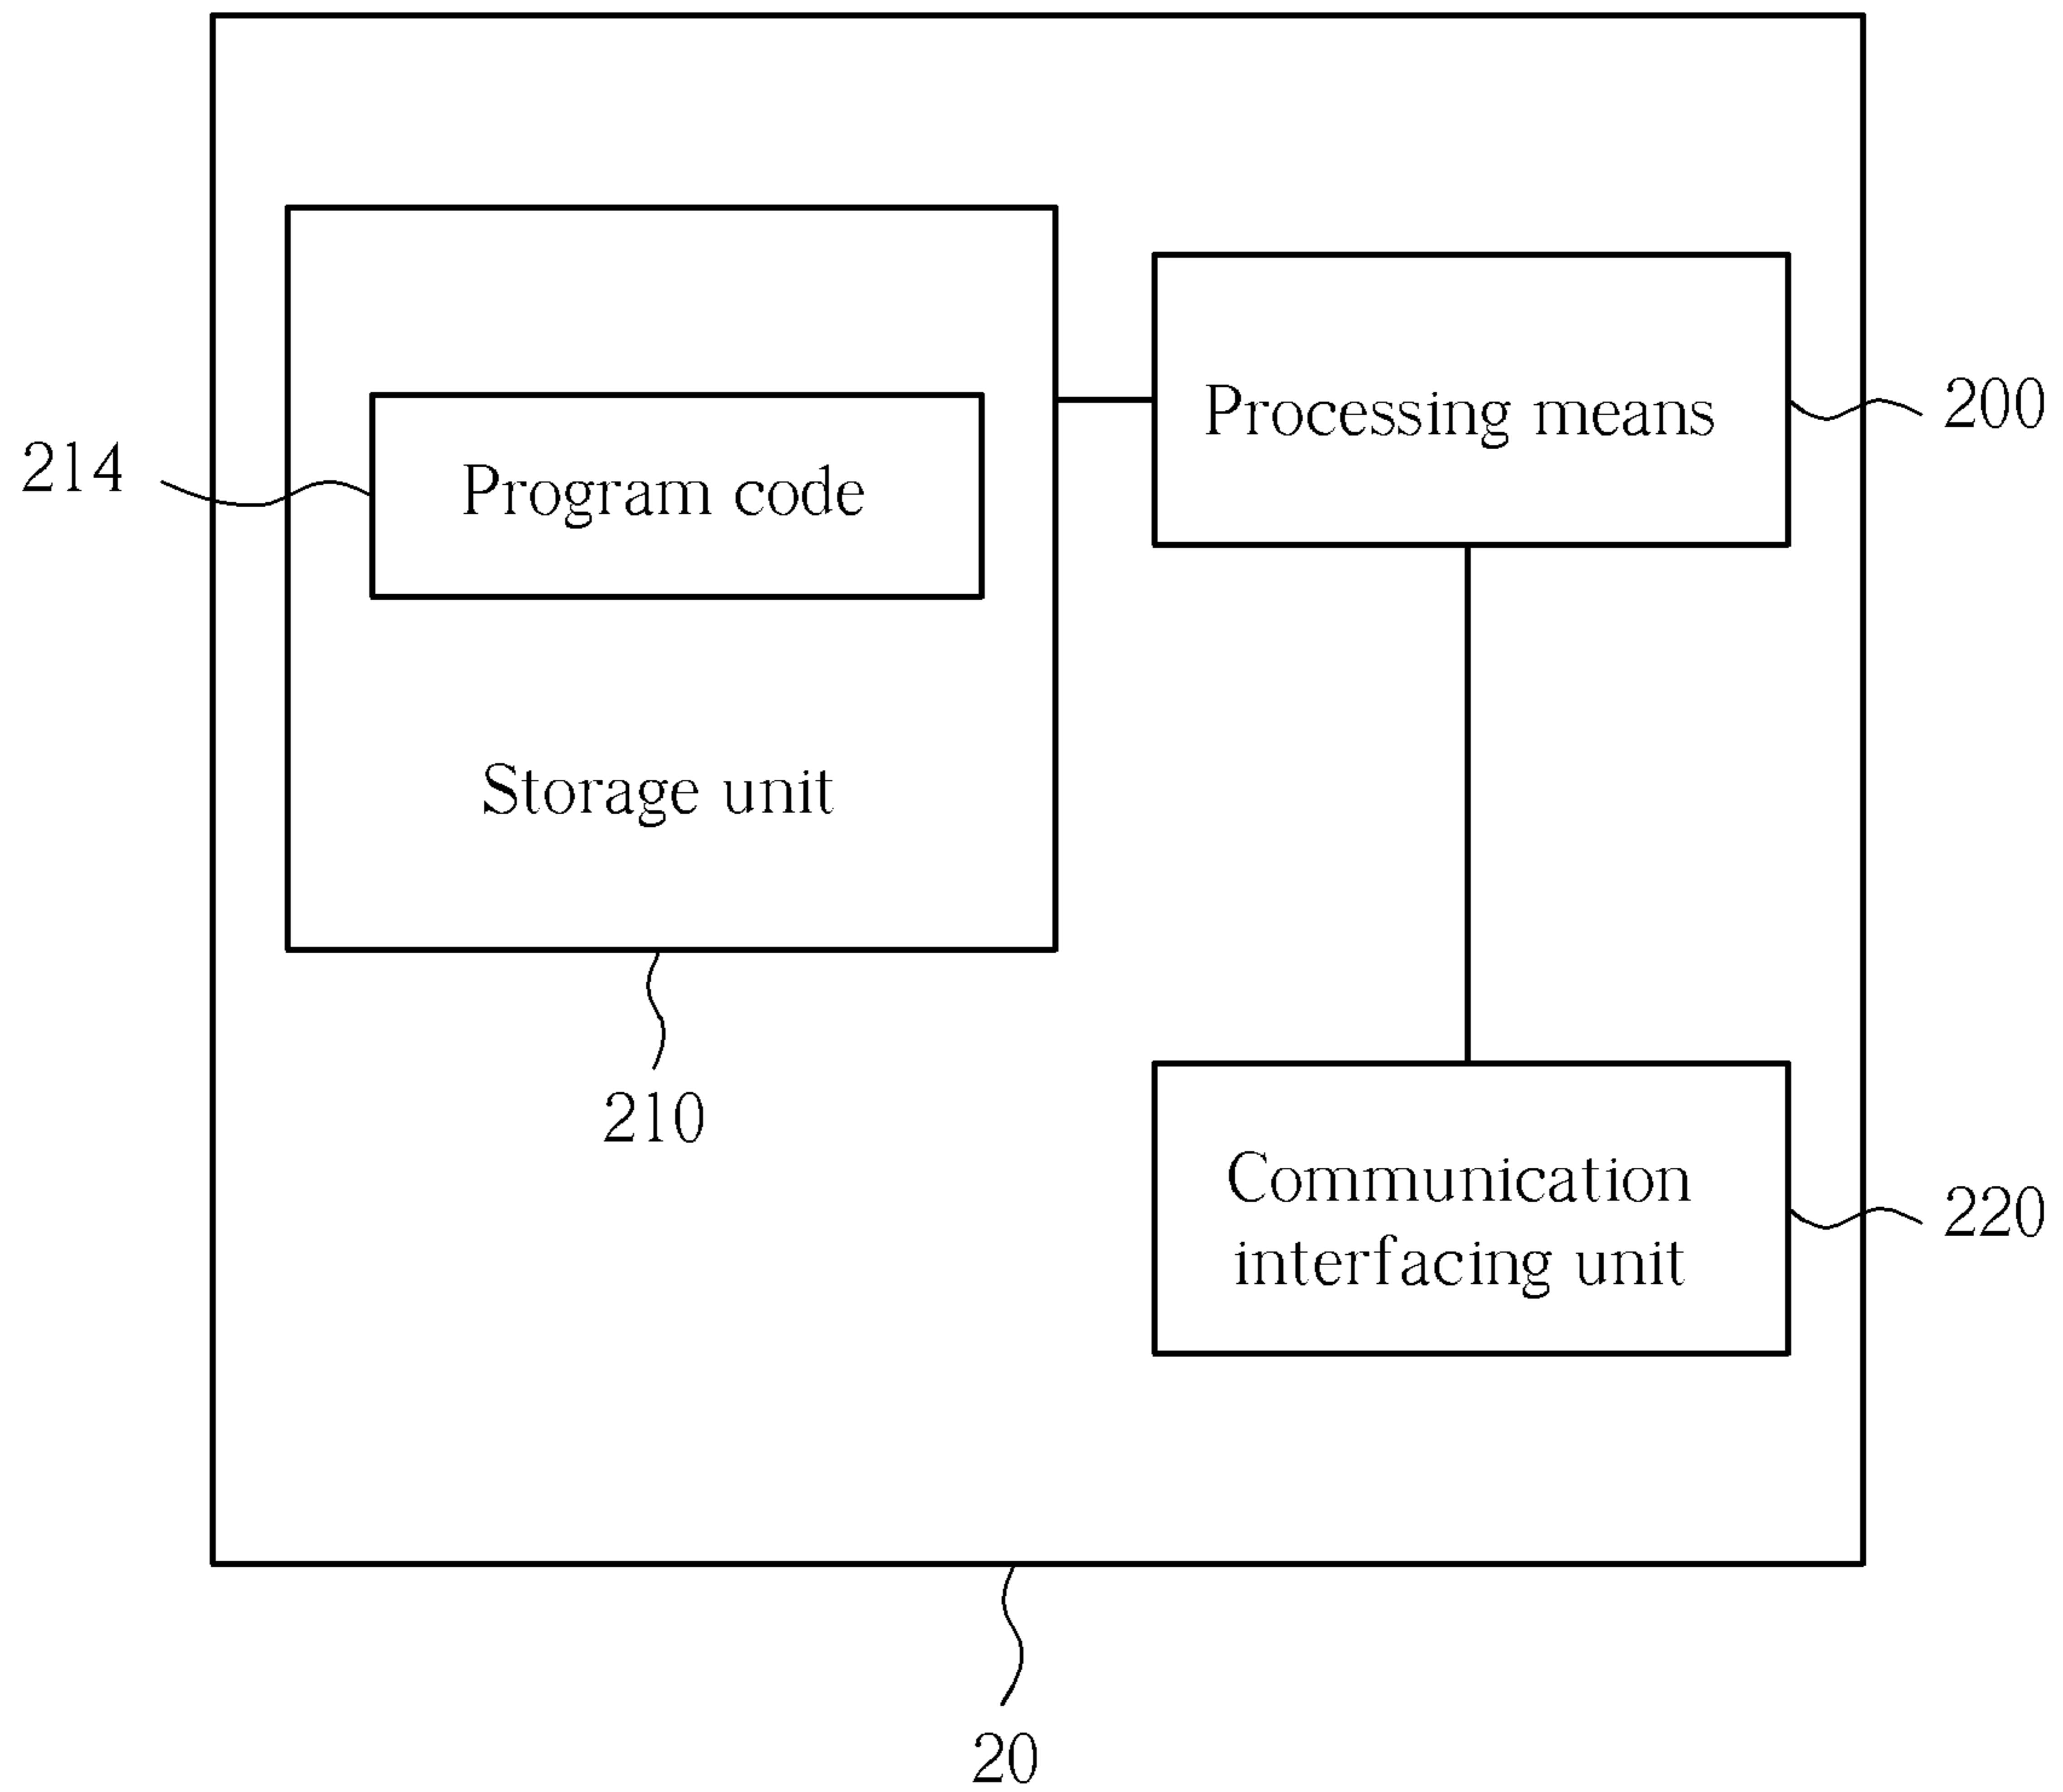 Processing means
200
214
Program code
Storage unit
210
Communication
interfacing unit
220
20